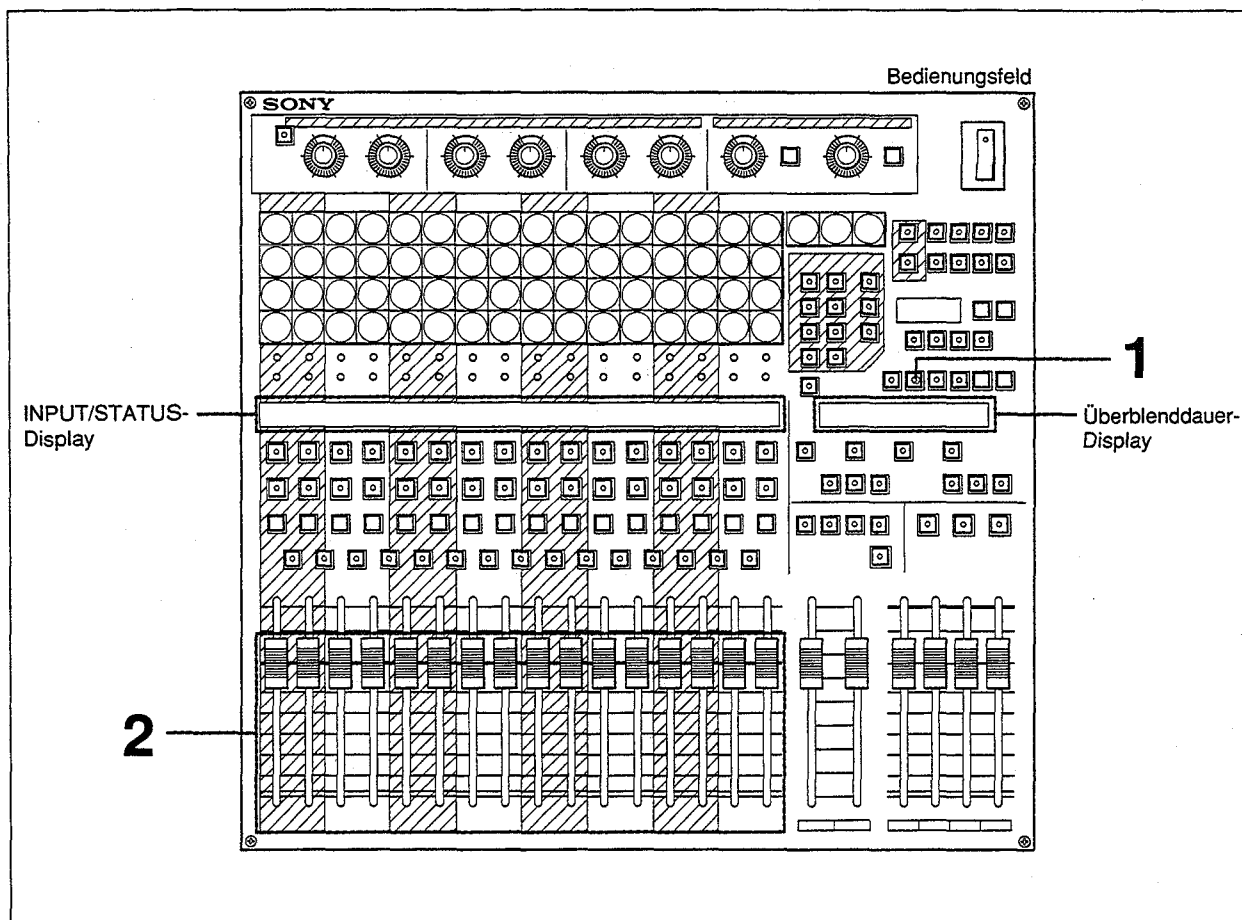 Bedienungsfeld
SONY
1
INPUT/STATUS-
Display
Überblenddauer-
Display
2